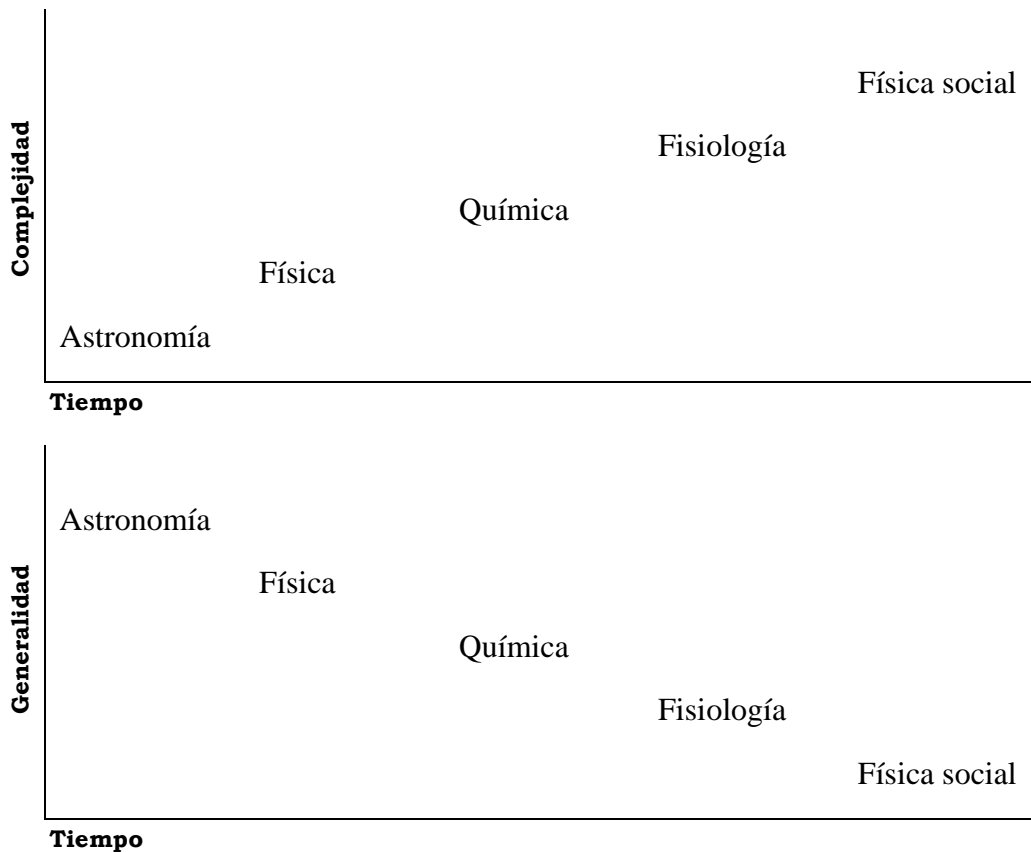 Física social
Fisiología
Complejidad
Química
Física
Astronomía
Tiempo
Astronomía
Física
Generalidad
Química
Fisiología
Física social
Tiempo